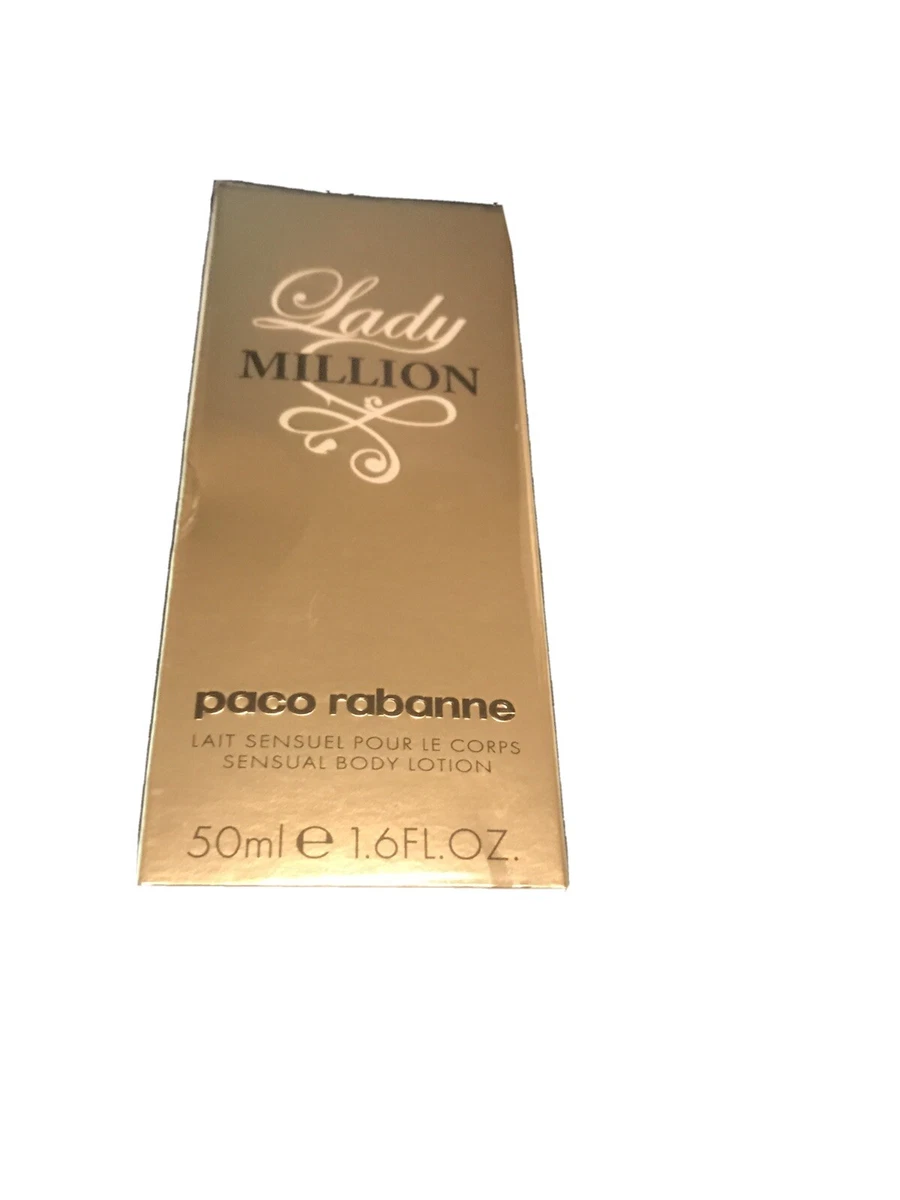 Lady
MILLION
paco rabanne
LAIT SENSUEL POUR LE CORPS
SENSUAL BODY LOTION
50ml e 1.6FL.OZ.